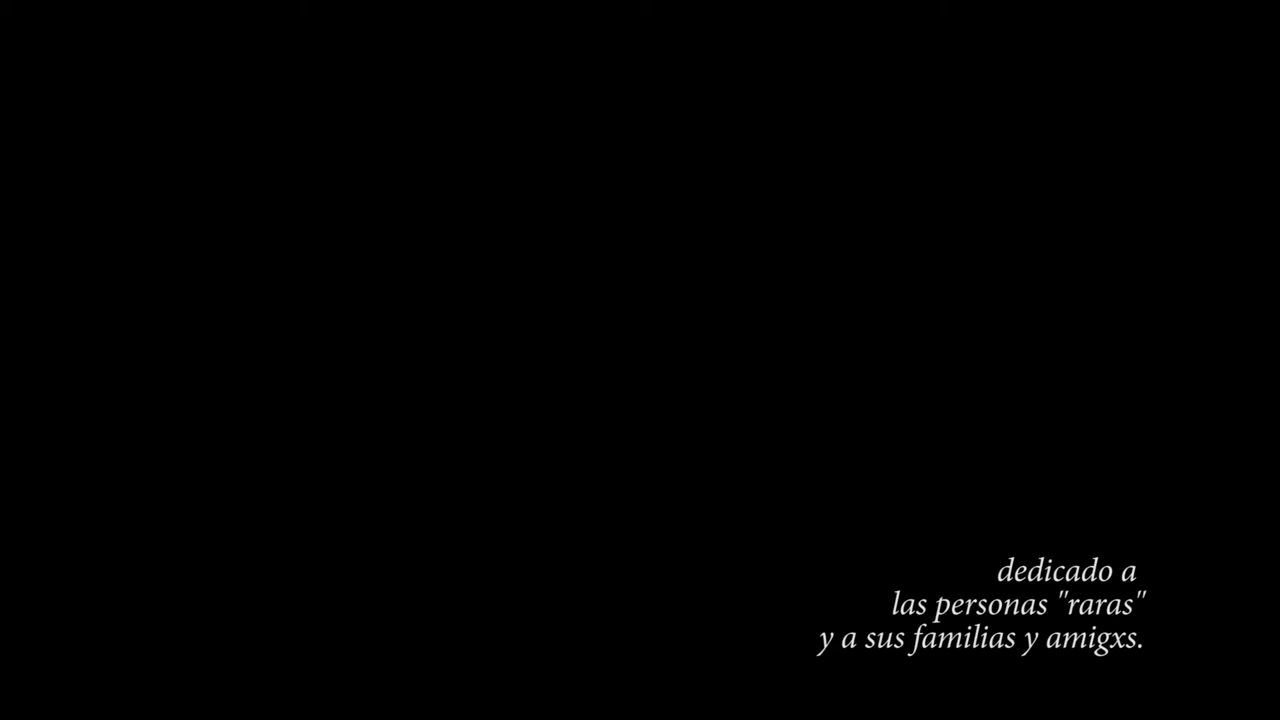 dedicado a
las personas "raras"
y a sus familias y amigxs.